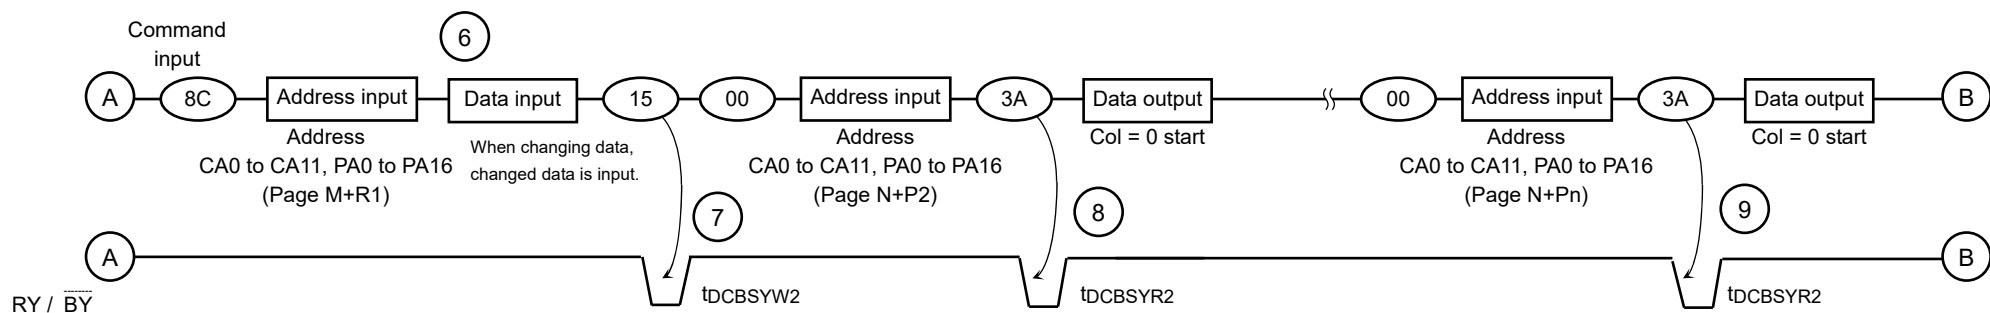 Command
input
6
A 8C Address input Data input 15 00 Address input 3A Data output 00 Address input 3A Data output B
Address
CA0 to CA11, PA0 to PA16
(Page M+R1)
When changing data,
changed data is input.
Address
CA0 to CA11, PA0 to PA16
(Page N+P2)
Col = 0 start
Address
CA0 to CA11, PA0 to PA16
(Page N+Pn)
Col = 0 start
7
8
9
A
B
RY / BY
tDCBSYW2
tDCBSYR2
tDCBSYR2